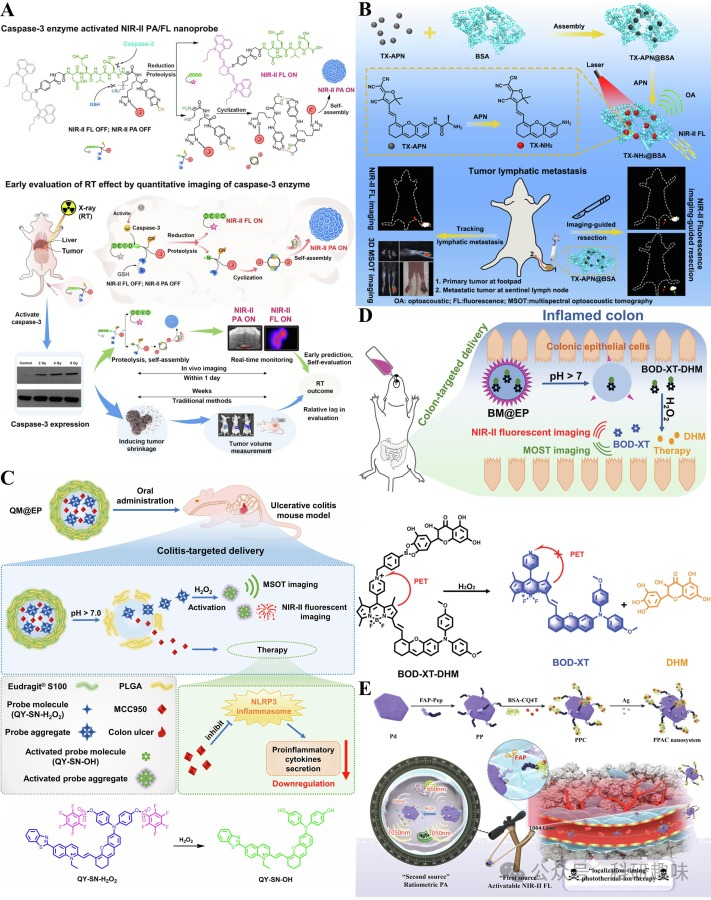 A
Caspase-3 enzyme activated NIR-II PA/FL nanoprobe
Caspase-3
GSH
Reduction
Proteolysis
NIR-II FL ON
NIR-II FL OFF; NIR-II PA OFF
Cyclization
Self-assembly
NIR-II PA ON
Early evaluation of RT effect by quantitative imaging of caspase-3 enzyme
X-ray
(RT)
Liver
Tumor
Activate
Caspase-3
GSH
NIR-II FL OFF; NIR-II PA OFF
Reduction
Proteolysis
NIR-II FL ON
Cyclization
Self-assembly
NIR-II PA ON
Activate
caspase-3
Control
2 Gy
4 Gy
8 Gy
Caspase-3 expression
Proteolysis, self-assembly
NIR-II
PA ON
NIR-II
FL ON
Real-time monitoring
In vivo imaging
Within 1 day
Weeks
Traditional methods
Early prediction,
Self-evaluation
RT
outcome
Relative lag in
evaluation
Inducing tumor
shrinkage
Tumor volume
measurement
B
TX-APN
BSA
Assembly
TX-APN@BSA
APN
Laser
OA
NIR-II FL
TX-NH₂@BSA
TX-APN
APN
TX-NH₂
NIR-II FL imaging
3D MSOT imaging
Tumor lymphatic metastasis
Tracking
lymphatic metastasis
Imaging-guided
resection
TX-APN@BSA
NIR-II Fluorescence
imaging-guided resection
1. Primary tumor at footpad
2. Metastatic tumor at sentinel lymph node
OA: optoacoustic; FL:fluorescence; MSOT:multispectral optoacoustic tomography
C
QM@EP
Oral
administration
Ulcerative colitis
mouse model
Colitis-targeted delivery
pH > 7.0
H₂O₂
Activation
MSOT imaging
NIR-II fluorescent
imaging
Therapy
Eudragit® S100
PLGA
Probe molecule
(QY-SN-H₂O₂)
MCC950
Probe aggregate
Colon ulcer
Activated probe molecule
(QY-SN-OH)
Activated probe aggregate
inhibit
NLRP3
inflammasome
Proinflammatory
cytokines
secretion
Downregulation
QY-SN-H₂O₂
H₂O₂
QY-SN-OH
D
Colon-targeted delivery
Inflamed colon
Colonic epithelial cells
BM@EP
pH > 7
BOD-XT-DHM
H₂O₂
NIR-II fluorescent imaging
MOST imaging
BOD-XT
DHM
Therapy
PET
H₂O₂
PET
BOD-XT-DHM
BOD-XT
DHM
E
Pd
FAP-Pep
PP
BSA-CQ4T
PPC
Ag
PPAC nanosystem
FAP
660nm
1050nm
1064 Laser
"Second source"
Ratiometric PA
"First source"
Activatable NIR-II FL
"localization-timing"
photothermal-ion therapy
公众号 · 科研趣味